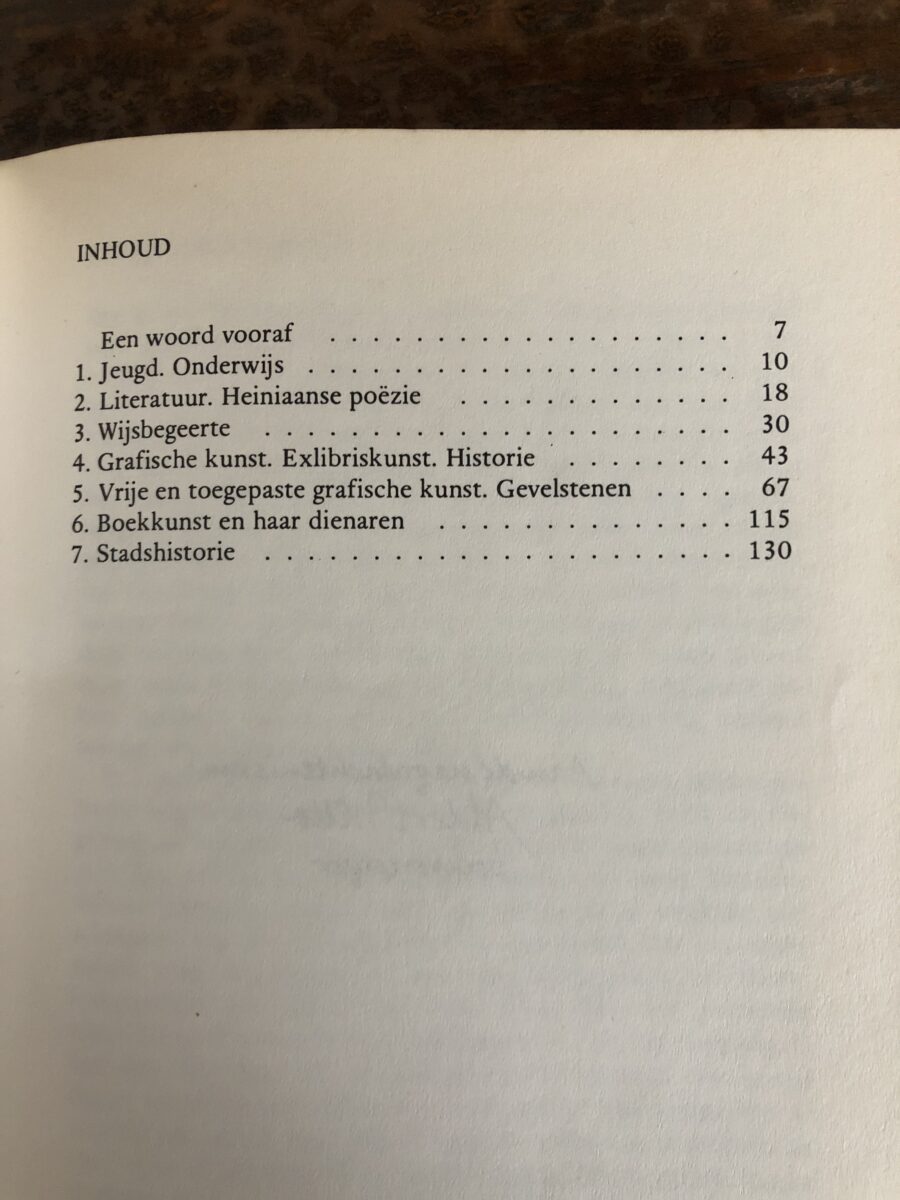 INHOUD
Een woord vooraf . . . . . . . . . . . . . . . . . . . 7
1. Jeugd. Onderwijs . . . . . . . . . . . . . . . . . . . . 10
2. Literatuur. Heiniaanse poëzie . . . . . . . . . . . . . 18
3. Wijsbegeerte . . . . . . . . . . . . . . . . . . . . . . 30
4. Grafische kunst. Exlibriskunst. Historie . . . . . . . . 43
5. Vrije en toegepaste grafische kunst. Gevelstenen . . . . 67
6. Boekkunst en haar dienaren . . . . . . . . . . . . . . 115
7. Stadshistorie . . . . . . . . . . . . . . . . . . . . . . 130